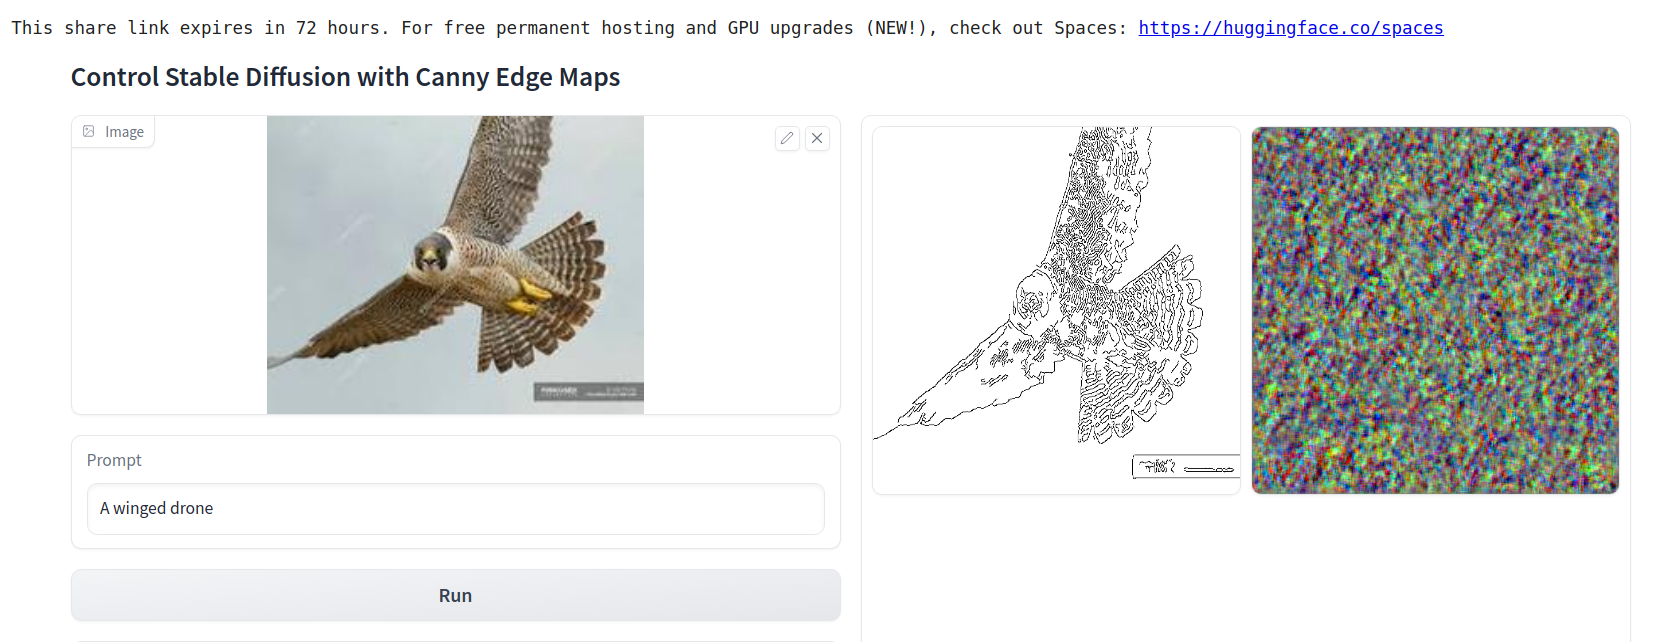 This share link expires in 72 hours. For free permanent hosting and GPU upgrades (NEW!), check out Spaces: https://huggingface.co/spaces
Control Stable Diffusion with Canny Edge Maps
Image
Prompt
A winged drone
Run